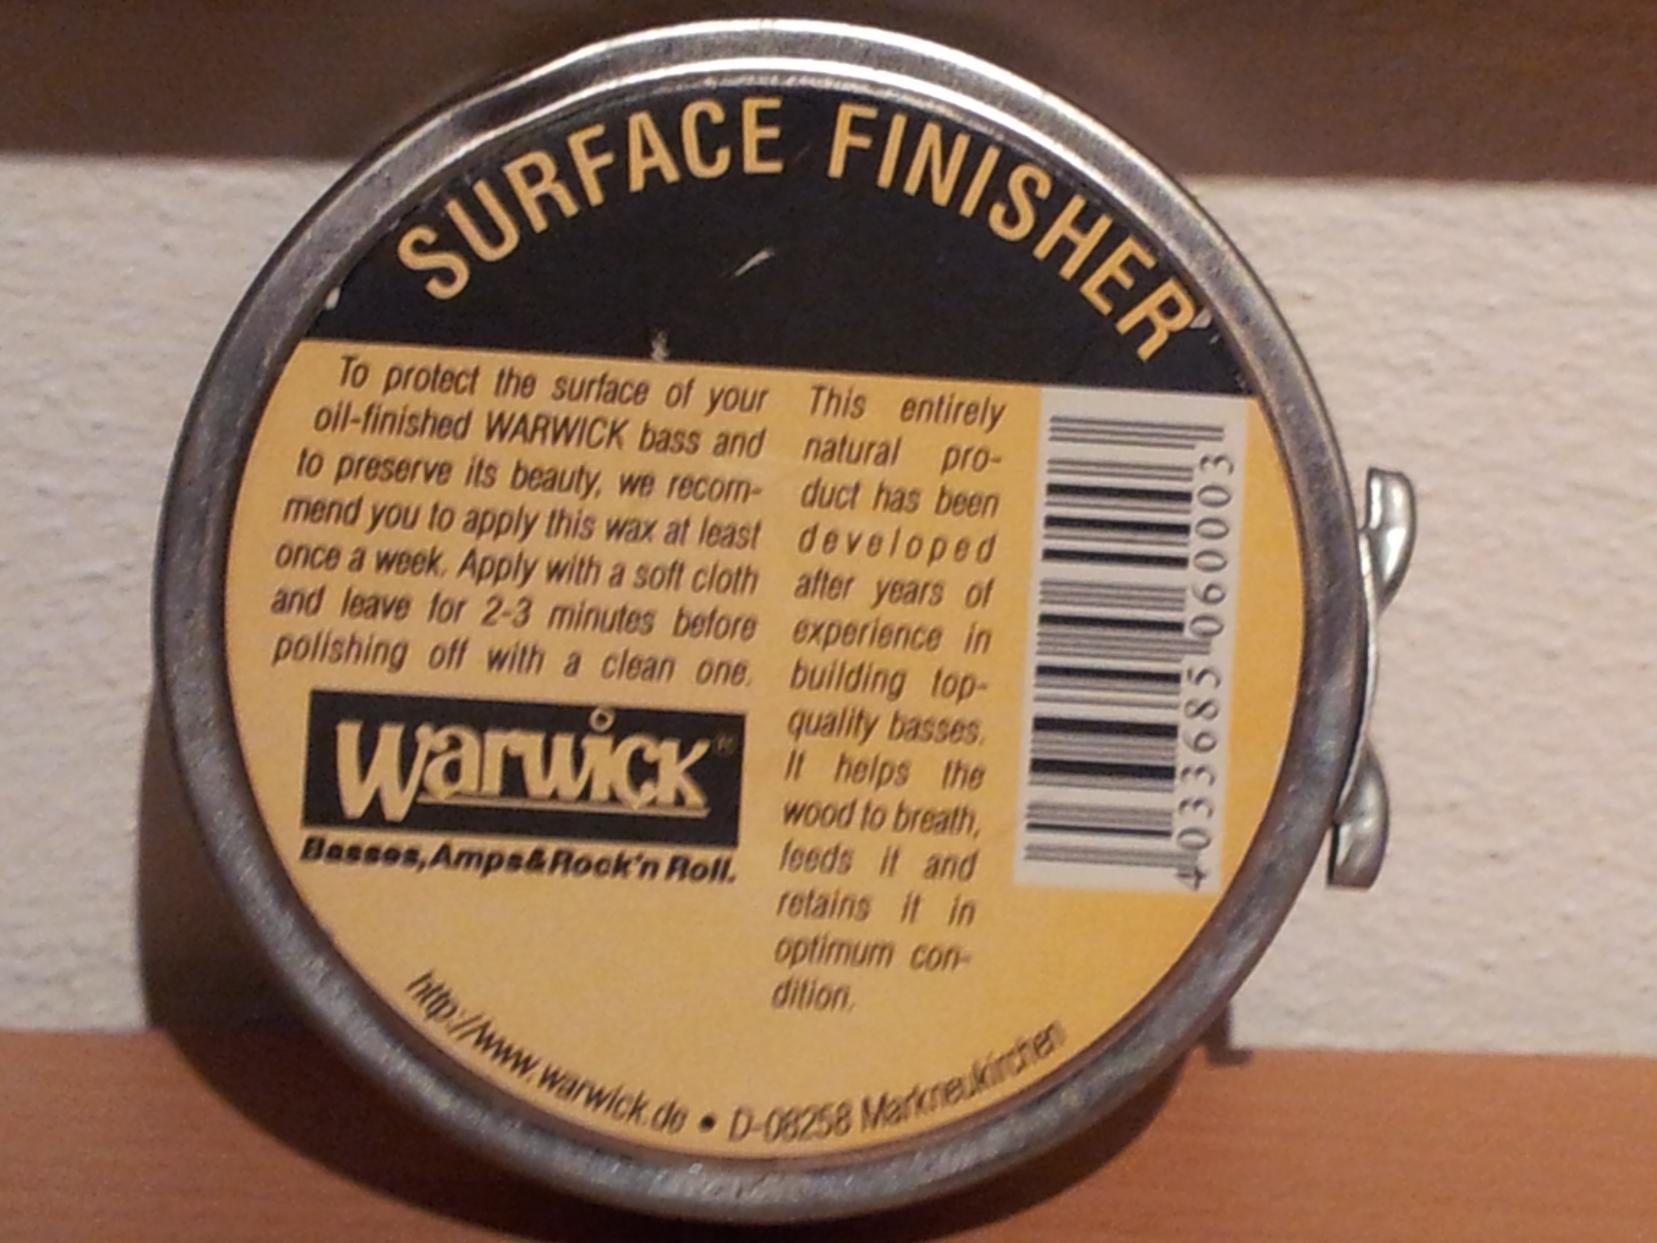 SURFACE FINISHER
To protect the surface of your
oil-finished WARWICK bass and
to preserve its beauty, we recom-
mend you to apply this wax at least
once a week. Apply with a soft cloth
and leave for 2-3 minutes before
polishing off with a clean one.
Warwick®
Basses,Amps&Rock'n Roll.
This entirely
natural pro-
duct has been
developed
after years of
experience in
building top-
quality basses.
It helps the
wood to breath,
feeds it and
retains it in
optimum con-
dition.
4 033685 060003
http://www.warwick.de • D-08258 Markneukirchen